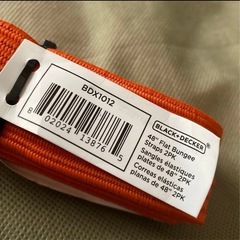 BDX1012
8 02024 13876 5
BLACK+DECKER
48" Flat Bungee
Straps 2PK
Sangles élastiques
plates de 48" 2PK
Correas elásticas
planas de 48" 2PK